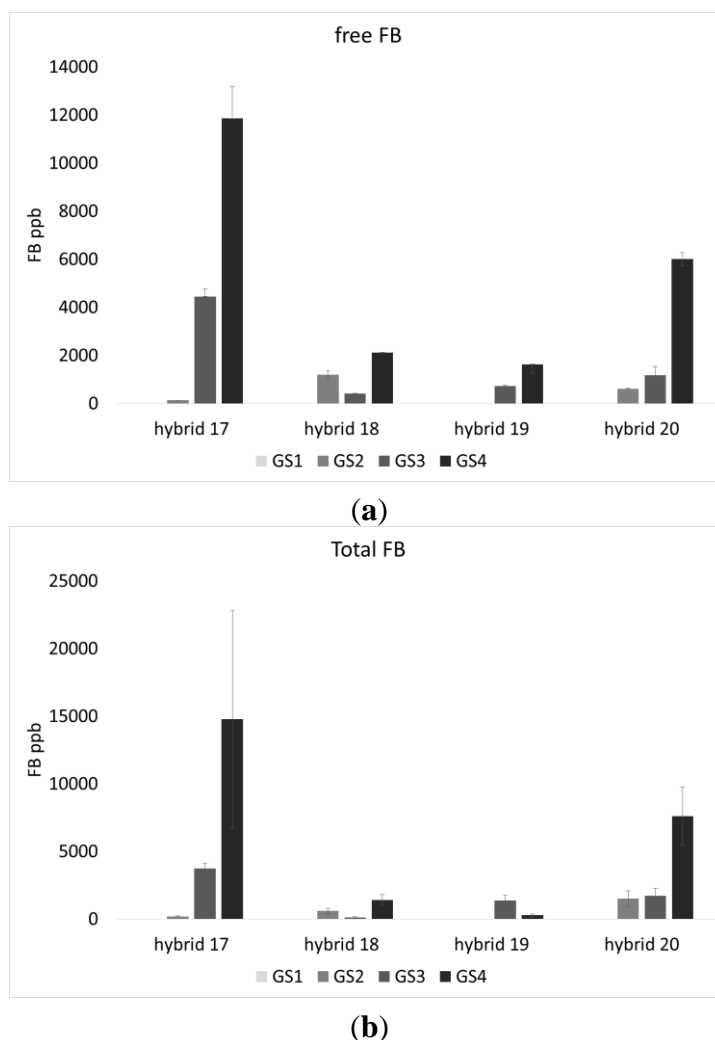 free FB
14000
12000
10000
8000
6000
4000
2000
0
FB ppb
hybrid 17 hybrid 18 hybrid 19 hybrid 20
GS1 GS2 GS3 GS4
(a)
Total FB
25000
20000
15000
10000
5000
0
FB ppb
hybrid 17 hybrid 18 hybrid 19 hybrid 20
GS1 GS2 GS3 GS4
(b)